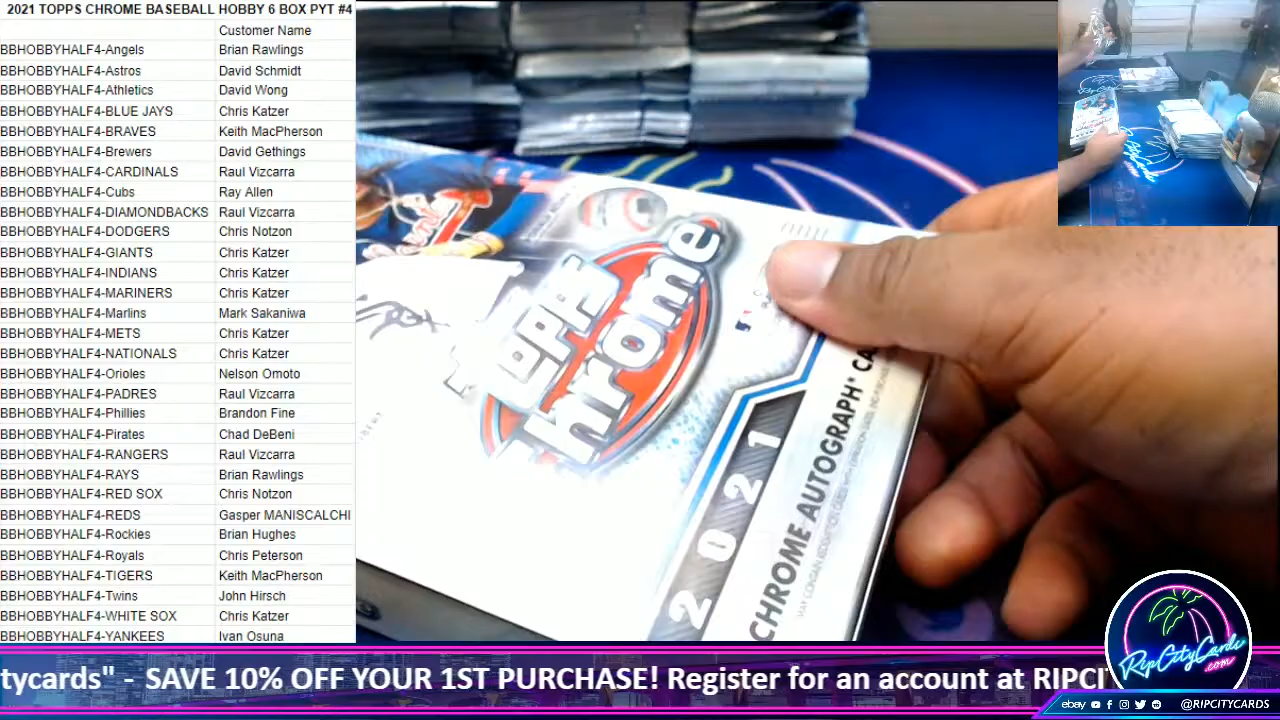 2021 TOPPS CHROME BASEBALL HOBBY 6 BOX PYT #4
Customer Name
BBHOBBYHALF4-Angels Brian Rawlings
BBHOBBYHALF4-Astros David Schmidt
BBHOBBYHALF4-Athletics David Wong
BBHOBBYHALF4-BLUE JAYS Chris Katzer
BBHOBBYHALF4-BRAVES Keith MacPherson
BBHOBBYHALF4-Brewers David Gethings
BBHOBBYHALF4-CARDINALS Raul Vizcarra
BBHOBBYHALF4-Cubs Ray Allen
BBHOBBYHALF4-DIAMONDBACKS Raul Vizcarra
BBHOBBYHALF4-DODGERS Chris Notzon
BBHOBBYHALF4-GIANTS Chris Katzer
BBHOBBYHALF4-INDIANS Chris Katzer
BBHOBBYHALF4-MARINERS Chris Katzer
BBHOBBYHALF4-Marlins Mark Sakaniwa
BBHOBBYHALF4-METS Chris Katzer
BBHOBBYHALF4-NATIONALS Chris Katzer
BBHOBBYHALF4-Orioles Nelson Omoto
BBHOBBYHALF4-PADRES Raul Vizcarra
BBHOBBYHALF4-Phillies Brandon Fine
BBHOBBYHALF4-Pirates Chad DeBeni
BBHOBBYHALF4-RANGERS Raul Vizcarra
BBHOBBYHALF4-RAYS Brian Rawlings
BBHOBBYHALF4-RED SOX Chris Notzon
BBHOBBYHALF4-REDS Gasper MANISCALCHI
BBHOBBYHALF4-Rockies Brian Hughes
BBHOBBYHALF4-Royals Chris Peterson
BBHOBBYHALF4-TIGERS Keith MacPherson
BBHOBBYHALF4-Twins John Hirsch
BBHOBBYHALF4-WHITE SOX Chris Katzer
BBHOBBYHALF4-YANKEES Ivan Osuna
Topps
Chrome
2021
CHROME AUTOGRAPH CA
tycards" - SAVE 10% OFF YOUR 1ST PURCHASE! Register for an account at RIPCI
RipCityCards
.com
ebay @RIPCITYCARDS